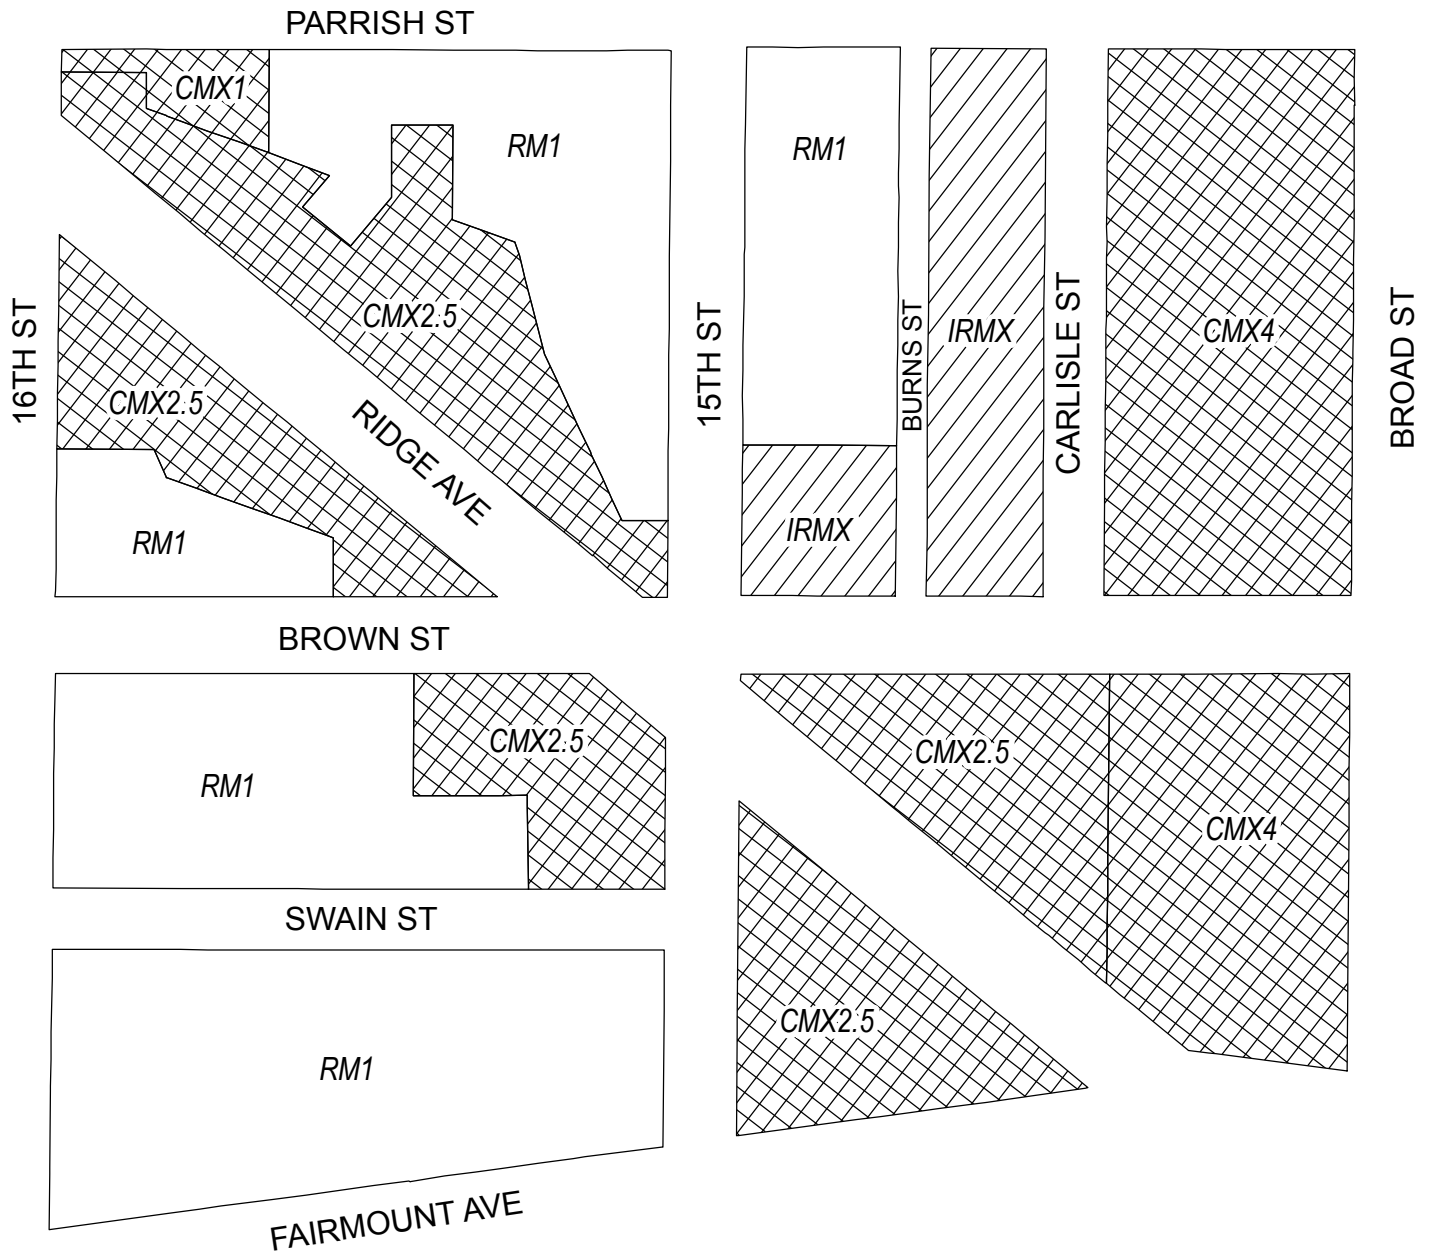 PARRISH ST
CMX1
RM1
RM1
16TH ST
CMX2.5
15TH ST
BURNS ST
IRMX
CARLISLE ST
CMX4
BROAD ST
CMX2.5
RIDGE AVE
RM1
IRMX
BROWN ST
CMX2.5
CMX2.5
RM1
CMX4
SWAIN ST
CMX2.5
RM1
FAIRMOUNT AVE